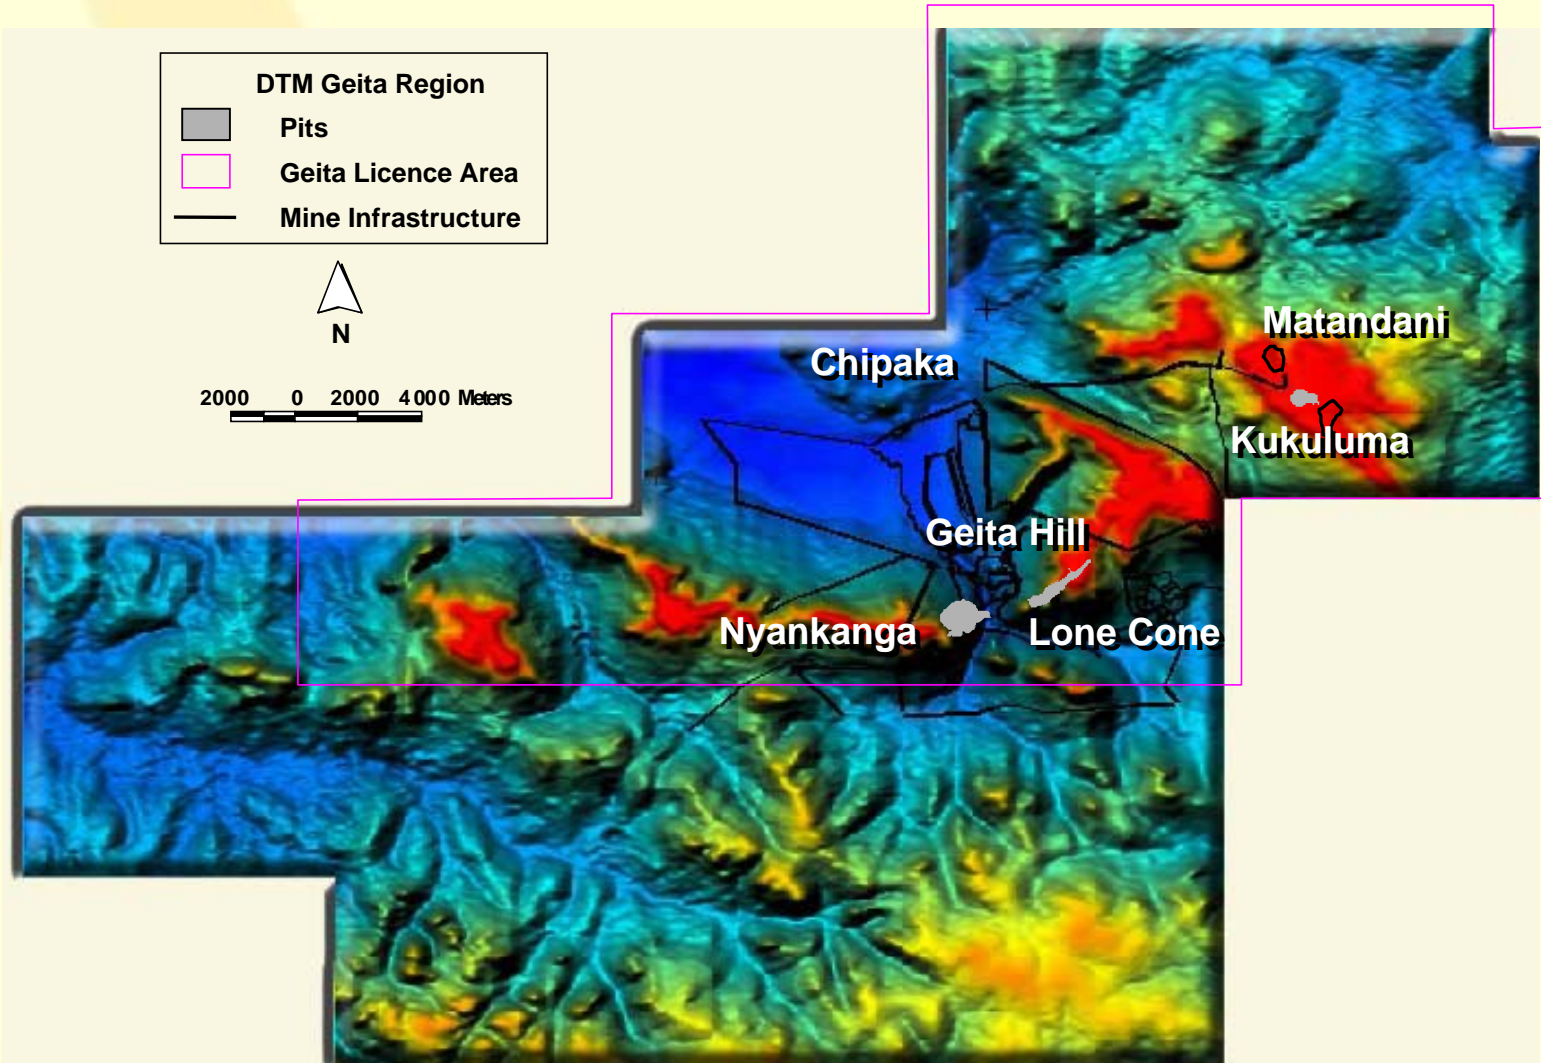 DTM Geita Region
Pits
Geita Licence Area
Mine Infrastructure
N
2000 0 2000 4000 Meters
Matandani
Chipaka
Kukuluma
Geita Hill
Nyankanga
Lone Cone